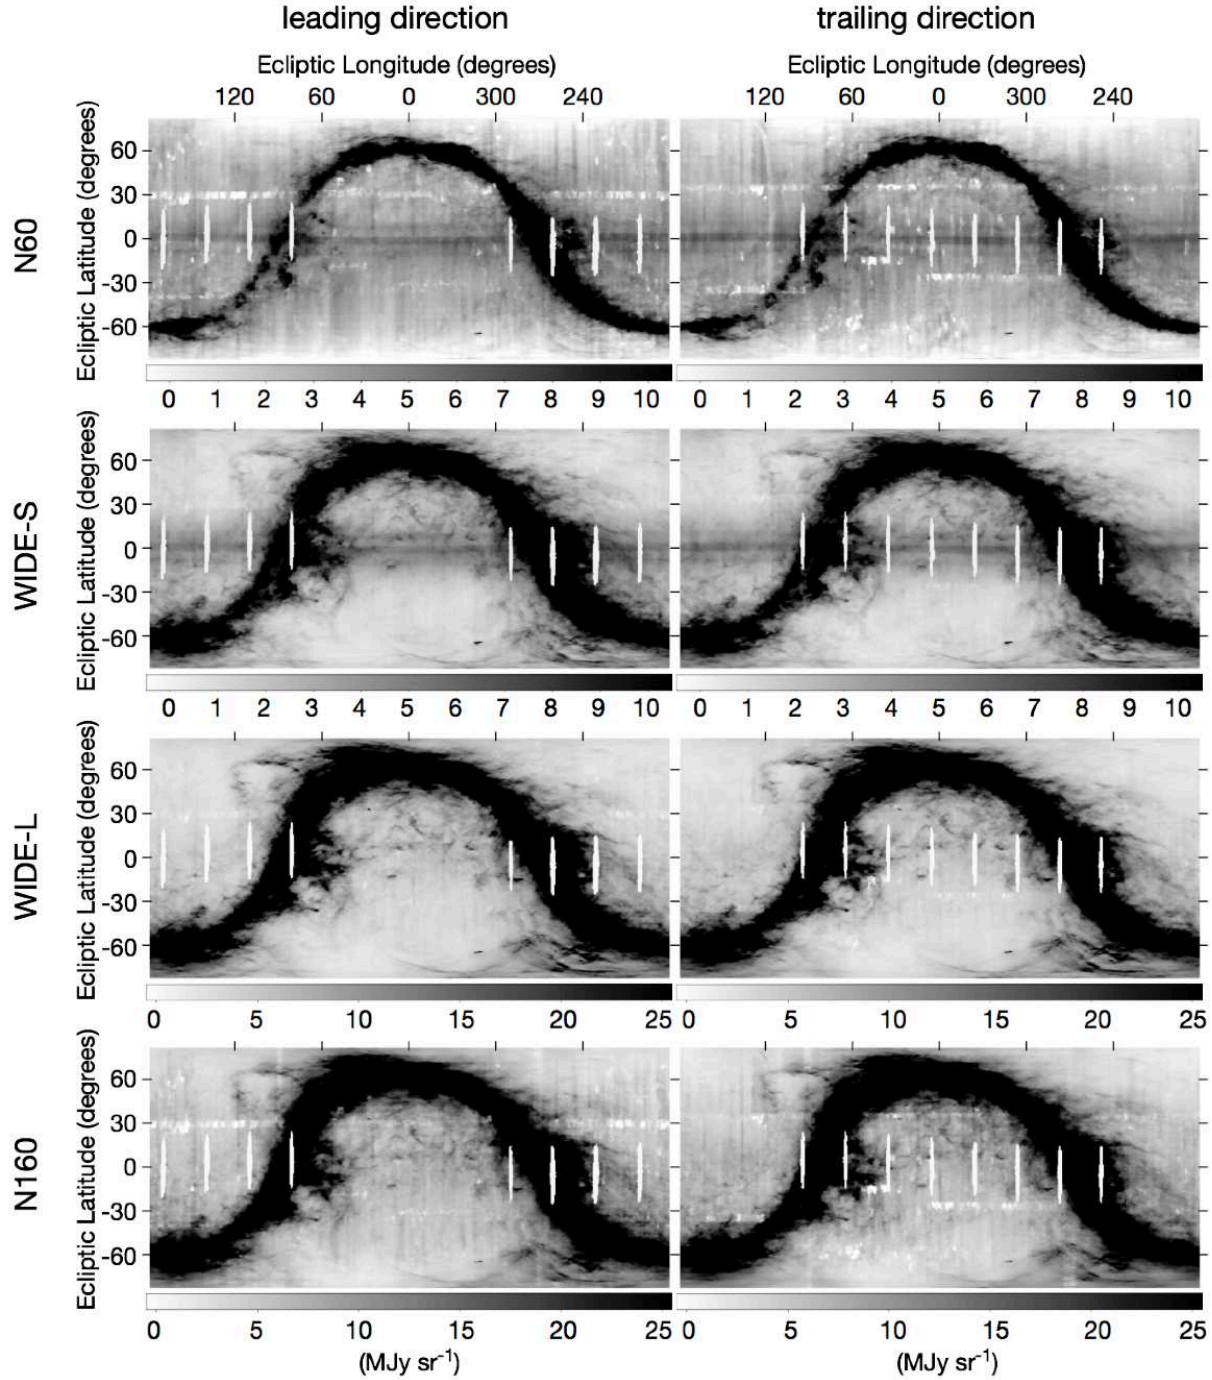 leading direction trailing direction
Ecliptic Longitude (degrees) Ecliptic Longitude (degrees)
120 60 0 300 240 120 60 0 300 240
N60
Ecliptic Latitude (degrees)
60
30
0
-30
-60
0 1 2 3 4 5 6 7 8 9 10 0 1 2 3 4 5 6 7 8 9 10
WIDE-S
Ecliptic Latitude (degrees)
60
30
0
-30
-60
0 1 2 3 4 5 6 7 8 9 10 0 1 2 3 4 5 6 7 8 9 10
WIDE-L
Ecliptic Latitude (degrees)
60
30
0
-30
-60
0 5 10 15 20 25 0 5 10 15 20 25
N160
Ecliptic Latitude (degrees)
60
30
0
-30
-60
0 5 10 15 20 25 0 5 10 15 20 25
(MJy sr⁻¹) (MJy sr⁻¹)